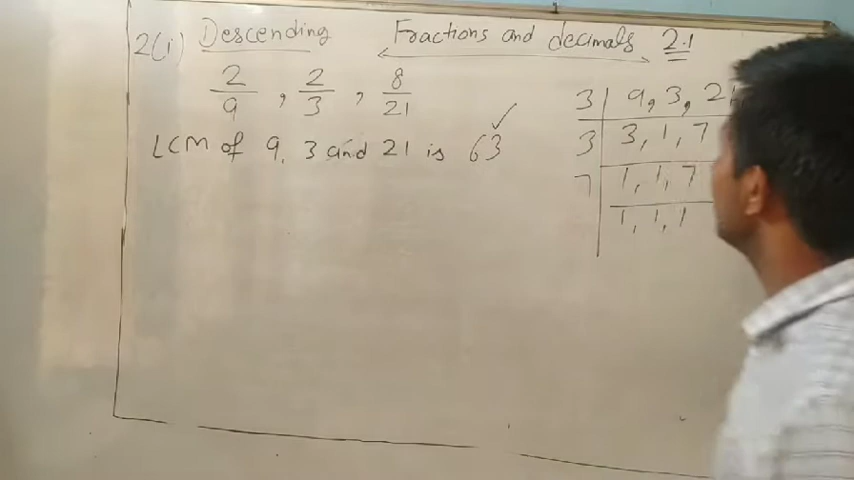 2(i) Descending Fractions and decimals 2.1
2/9 , 2/3 , 8/21
LCM of 9, 3 and 21 is 63 ✓
3 | 9, 3, 21
3 | 3, 1, 7
7 | 1, 1, 7
1, 1, 1